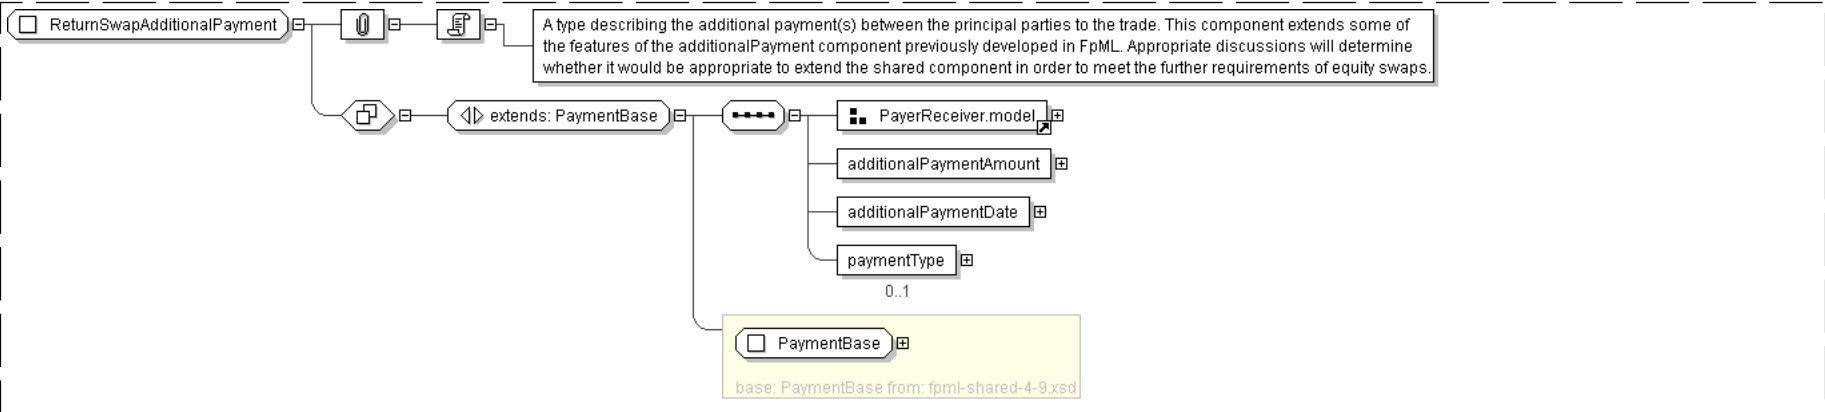 ReturnSwapAdditionalPayment
A type describing the additional payment(s) between the principal parties to the trade. This component extends some of
the features of the additionalPayment component previously developed in FpML. Appropriate discussions will determine
whether it would be appropriate to extend the shared component in order to meet the further requirements of equity swaps.
extends: PaymentBase
PayerReceiver.model
additionalPaymentAmount
additionalPaymentDate
paymentType
0..1
PaymentBase
base: PaymentBase from: fpml-shared-4-9.xsd